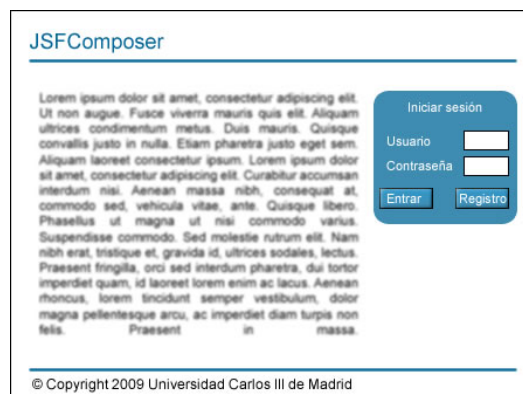 JSFComposer
Lorem ipsum dolor sit amet, consectetur adipiscing elit.
Ut non augue. Fusce viverra mauris quis elit. Aliquam
ultrices condimentum metus. Duis mauris. Quisque
convallis justo in nulla. Etiam pharetra justo eget sem.
Aliquam laoreet consectetur ipsum. Lorem ipsum dolor
sit amet, consectetur adipiscing elit. Curabitur accumsan
interdum nisi. Aenean massa nibh, consequat at,
commodo sed, vehicula vitae, ante. Quisque libero.
Phasellus ut magna ut nisi commodo varius.
Suspendisse commodo. Sed molestie rutrum elit. Nam
nibh erat, tristique et, gravida id, ultrices sodales, lectus.
Praesent fringilla, orci sed interdum pharetra, dui tortor
imperdiet quam, id laoreet lorem enim ac lacus. Aenean
rhoncus, lorem tincidunt semper vestibulum, dolor
magna pellentesque arcu, ac imperdiet diam turpis non
felis. Praesent in massa.
Iniciar sesión
Usuario
Contraseña
Entrar Registro
© Copyright 2009 Universidad Carlos III de Madrid